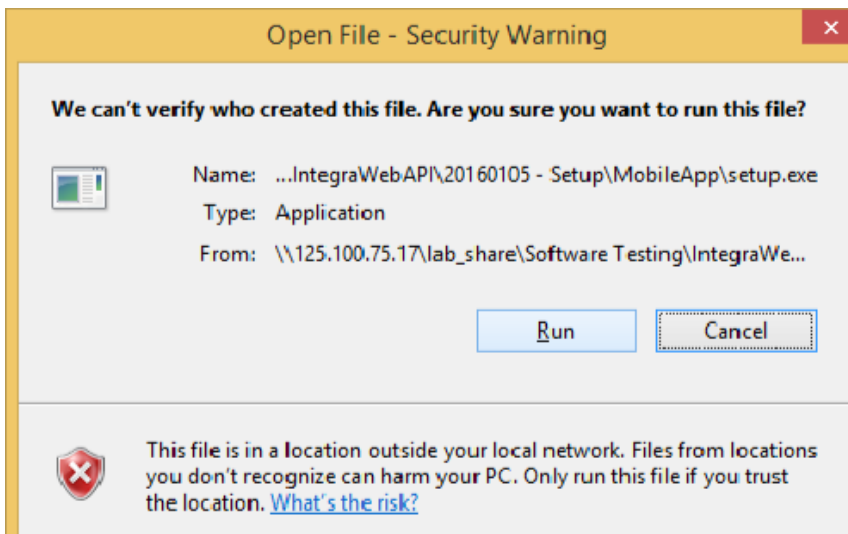 Open File - Security Warning
We can't verify who created this file. Are you sure you want to run this file?
Name: ...IntegraWebAPI\20160105 - Setup\MobileApp\setup.exe
Type: Application
From: \\125.100.75.17\lab_share\Software Testing\IntegraWe...
Run Cancel
This file is in a location outside your local network. Files from locations
you don't recognize can harm your PC. Only run this file if you trust
the location. What's the risk?